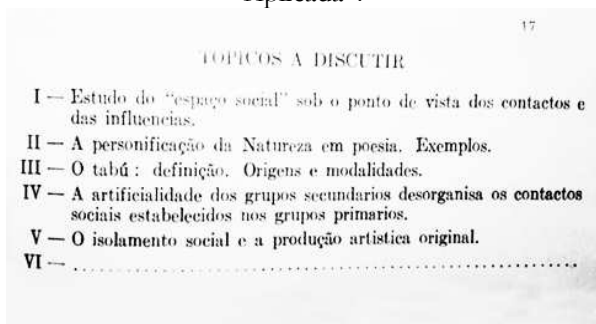 Aplicada".
17
TOPICOS A DISCUTIR
I — Estudo do "espaço social" sob o ponto de vista dos contactos e
das influencias.
II — A personificação da Natureza em poesia. Exemplos.
III — O tabú : definição. Origens e modalidades.
IV — A artificialidade dos grupos secundarios desorganisa os contactos
sociais estabelecidos nos grupos primarios.
V — O isolamento social e a produção artistica original.
VI — ............................................................